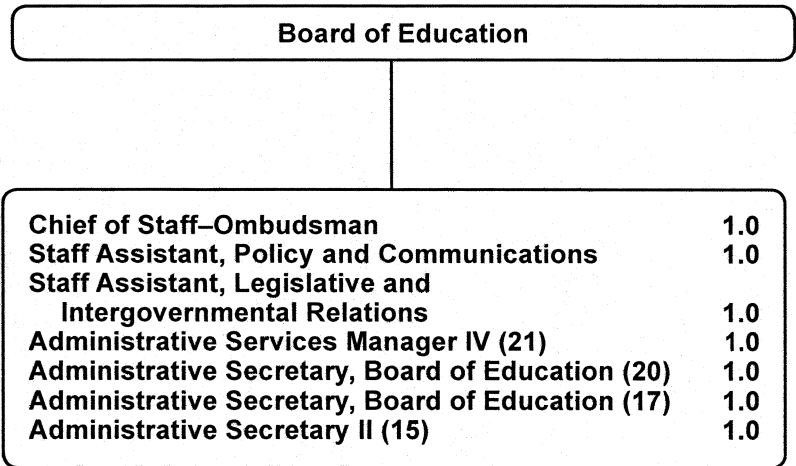 Board of Education
Chief of Staff–Ombudsman 1.0
Staff Assistant, Policy and Communications 1.0
Staff Assistant, Legislative and
Intergovernmental Relations 1.0
Administrative Services Manager IV (21) 1.0
Administrative Secretary, Board of Education (20) 1.0
Administrative Secretary, Board of Education (17) 1.0
Administrative Secretary II (15) 1.0